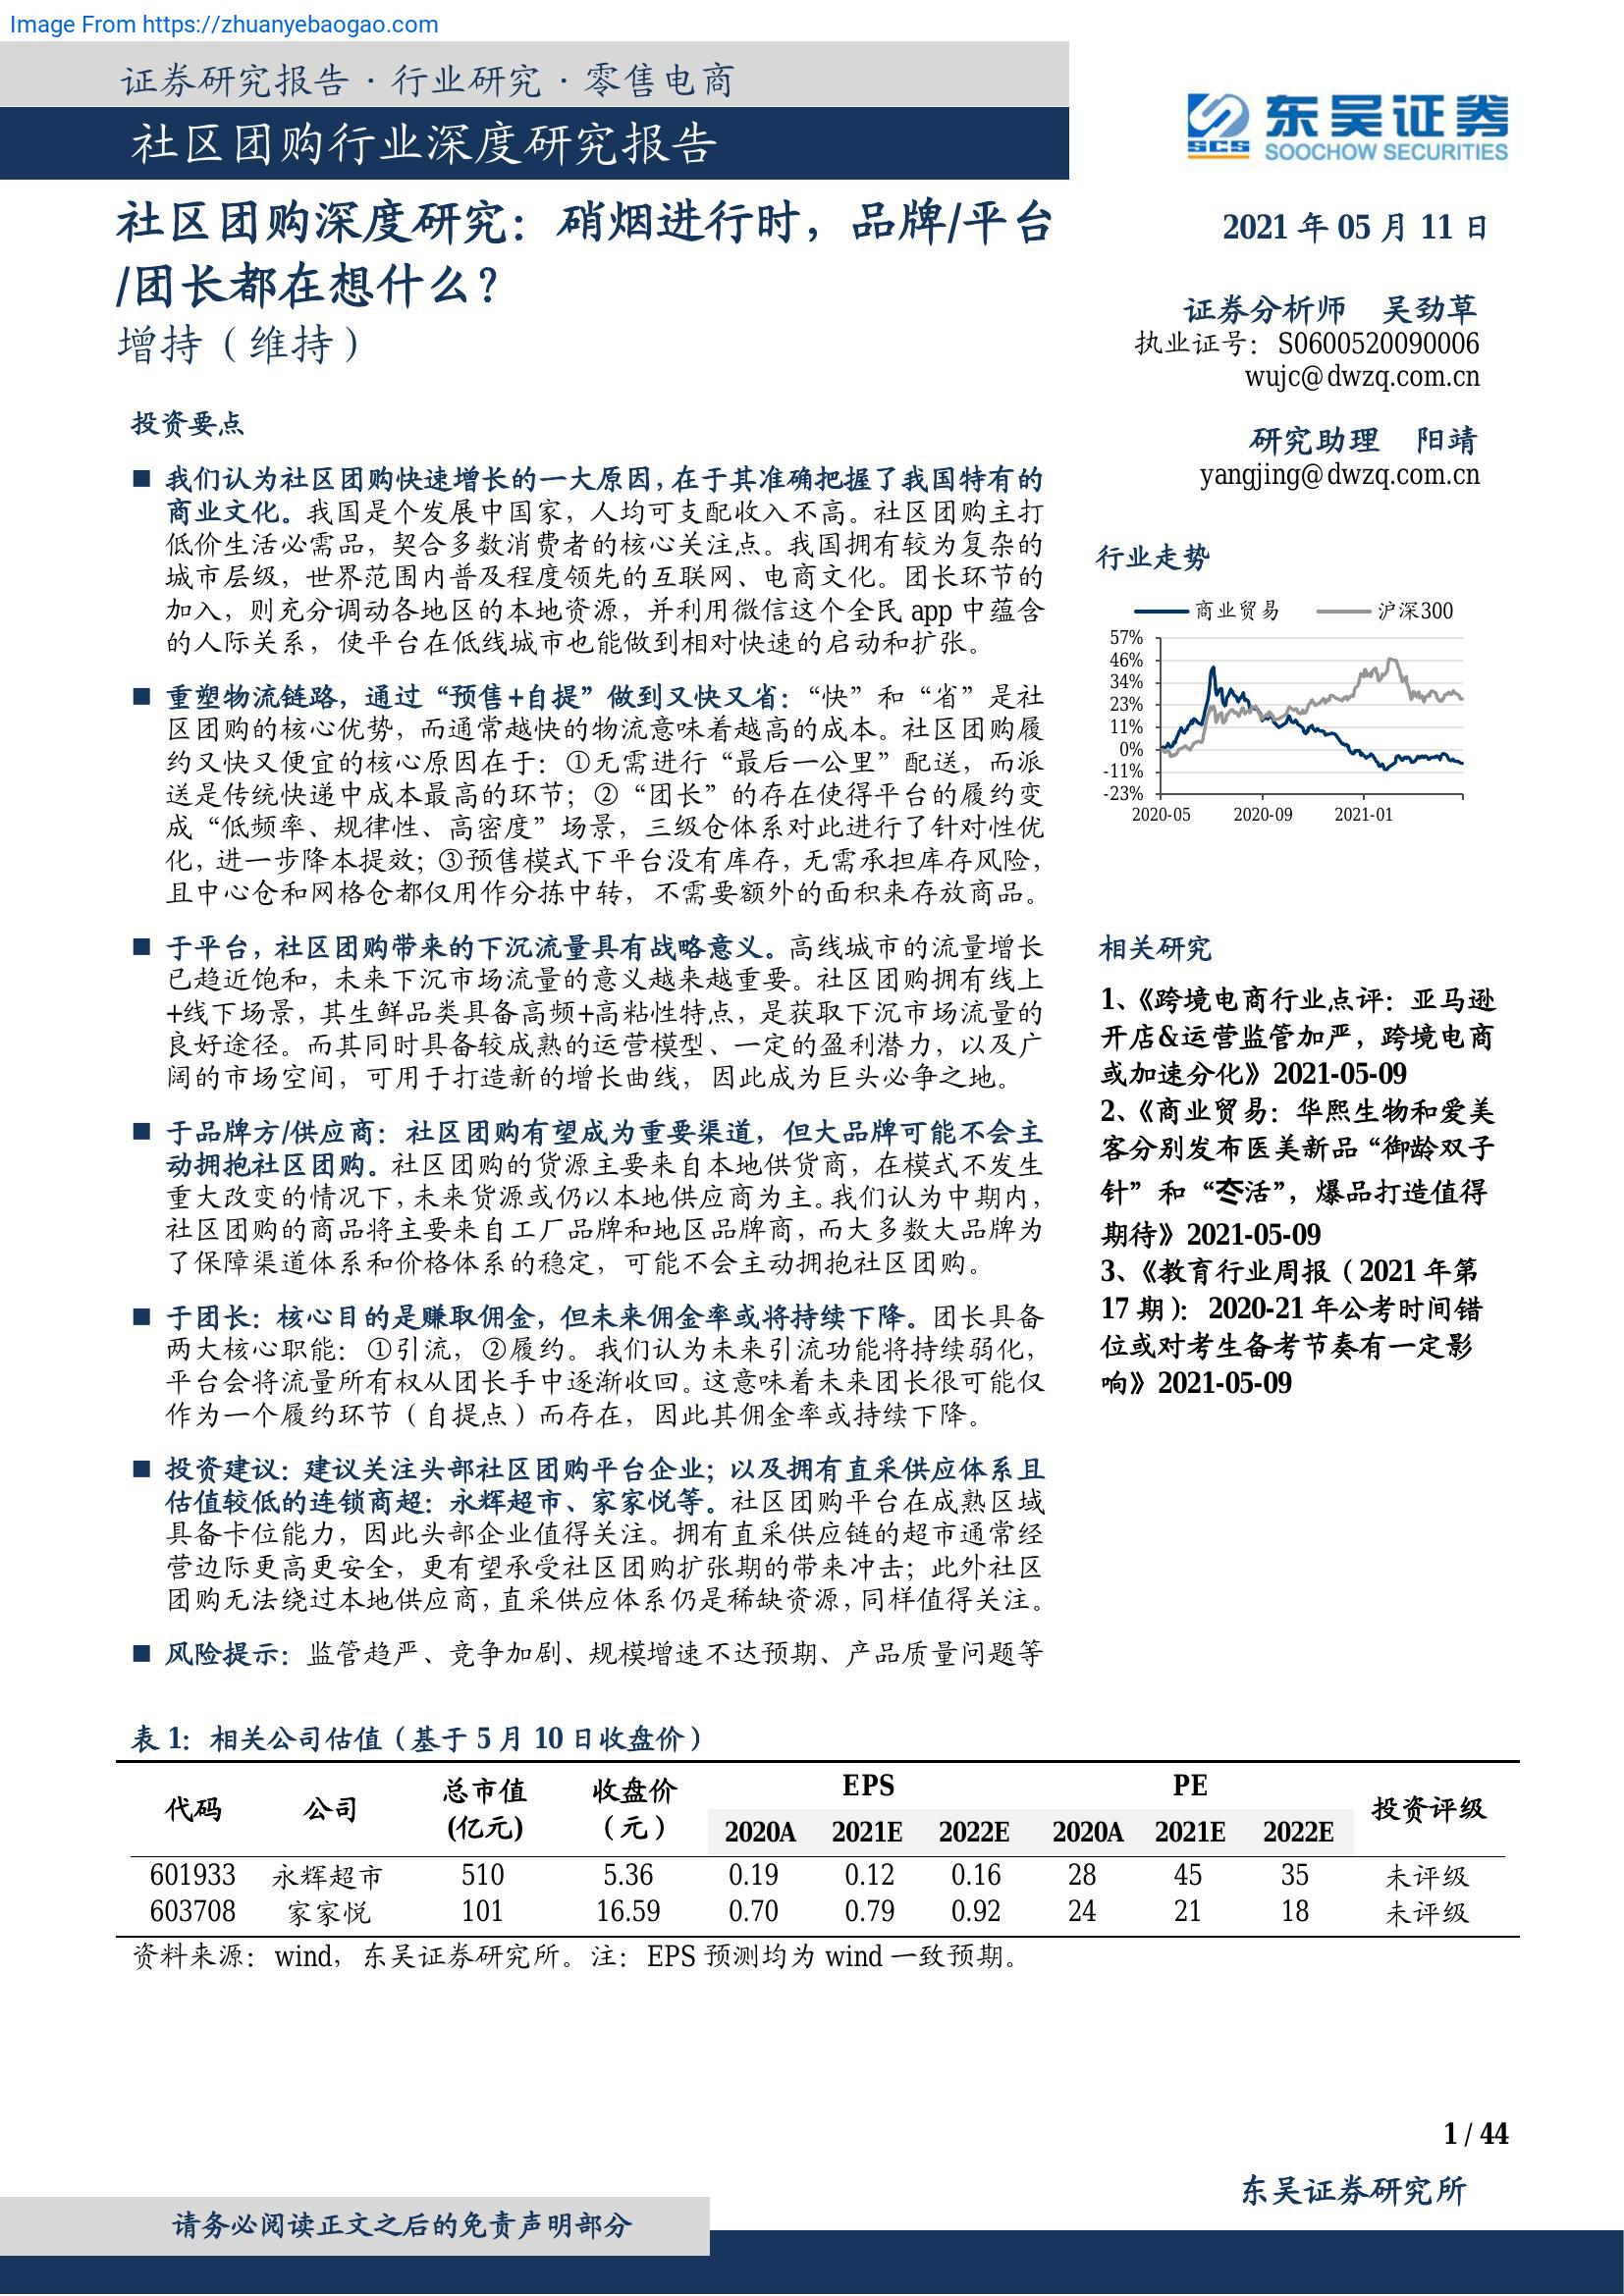 Image From https://zhuanyebaogao.com
证券研究报告·行业研究·零售电商
社区团购行业深度研究报告
东吴证券
SCS
SOOCHOW SECURITIES
社区团购深度研究：硝烟进行时，品牌/平台
/团长都在想什么？
增持（维持）
2021 年 05 月 11 日
证券分析师 吴劲草
执业证号：S0600520090006
wujc@dwzq.com.cn
研究助理 阳靖
yangjing@dwzq.com.cn
投资要点
■ 我们认为社区团购快速增长的一大原因，在于其准确把握了我国特有的
商业文化。我国是个发展中国家，人均可支配收入不高。社区团购主打
低价生活必需品，契合多数消费者的核心关注点。我国拥有较为复杂的
城市层级，世界范围内普及程度领先的互联网、电商文化。团长环节的
加入，则充分调动各地区的本地资源，并利用微信这个全民 app 中蕴含
的人际关系，使平台在低线城市也能做到相对快速的启动和扩张。
■ 重塑物流链路，通过“预售+自提”做到又快又省：“快”和“省”是社
区团购的核心优势，而通常越快的物流意味着越高的成本。社区团购履
约又快又便宜的核心原因在于：①无需进行“最后一公里”配送，而派
送是传统快递中成本最高的环节；②“团长”的存在使得平台的履约变
成“低频率、规律性、高密度”场景，三级仓体系对此进行了针对性优
化，进一步降本提效；③预售模式下平台没有库存，无需承担库存风险，
且中心仓和网格仓都仅用作分拣中转，不需要额外的面积来存放商品。
■ 于平台，社区团购带来的下沉流量具有战略意义。高线城市的流量增长
已趋近饱和，未来下沉市场流量的意义越来越重要。社区团购拥有线上
+线下场景，其生鲜品类具备高频+高粘性特点，是获取下沉市场流量的
良好途径。而其同时具备较成熟的运营模型、一定的盈利潜力，以及广
阔的市场空间，可用于打造新的增长曲线，因此成为巨头必争之地。
■ 于品牌方/供应商：社区团购有望成为重要渠道，但大品牌可能不会主
动拥抱社区团购。社区团购的货源主要来自本地供货商，在模式不发生
重大改变的情况下，未来货源或仍以本地供应商为主。我们认为中期内，
社区团购的商品将主要来自工厂品牌和地区品牌商，而大多数大品牌为
了保障渠道体系和价格体系的稳定，可能不会主动拥抱社区团购。
■ 于团长：核心目的是赚取佣金，但未来佣金率或将持续下降。团长具备
两大核心职能：①引流，②履约。我们认为未来引流功能将持续弱化，
平台会将流量所有权从团长手中逐渐收回。这意味着未来团长很可能仅
作为一个履约环节（自提点）而存在，因此其佣金率或持续下降。
■ 投资建议：建议关注头部社区团购平台企业；以及拥有直采供应体系且
估值较低的连锁商超：永辉超市、家家悦等。社区团购平台在成熟区域
具备卡位能力，因此头部企业值得关注。拥有直采供应链的超市通常经
营边际更高更安全，更有望承受社区团购扩张期的带来冲击；此外社区
团购无法绕过本地供应商，直采供应体系仍是稀缺资源，同样值得关注。
■ 风险提示：监管趋严、竞争加剧、规模增速不达预期、产品质量问题等
行业走势
商业贸易 沪深300
57%
46%
34%
23%
11%
0%
-11%
-23%
2020-05 2020-09 2021-01
相关研究
1、《跨境电商行业点评：亚马逊
开店&运营监管加严，跨境电商
或加速分化》2021-05-09
2、《商业贸易：华熙生物和爱美
客分别发布医美新品“御龄双子
针”和“冭活”，爆品打造值得
期待》2021-05-09
3、《教育行业周报（2021 年第
17 期）：2020-21 年公考时间错
位或对考生备考节奏有一定影
响》2021-05-09
表 1：相关公司估值（基于 5 月 10 日收盘价）
代码 公司 总市值 收盘价 EPS PE 投资评级
(亿元) （元） 2020A 2021E 2022E 2020A 2021E 2022E
601933 永辉超市 510 5.36 0.19 0.12 0.16 28 45 35 未评级
603708 家家悦 101 16.59 0.70 0.79 0.92 24 21 18 未评级
资料来源：wind，东吴证券研究所。注：EPS 预测均为 wind 一致预期。
1 / 44
东吴证券研究所
请务必阅读正文之后的免责声明部分